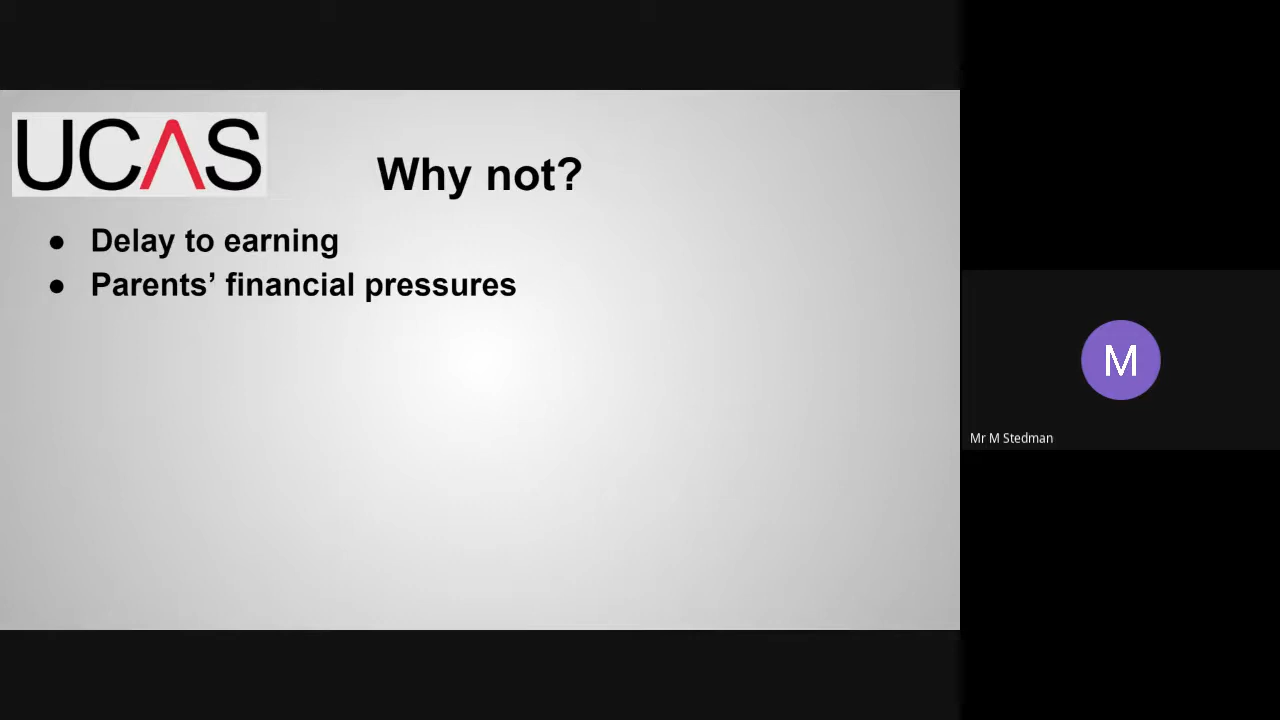 UCAS
Why not?
● Delay to earning
● Parents’ financial pressures
M
Mr M Stedman